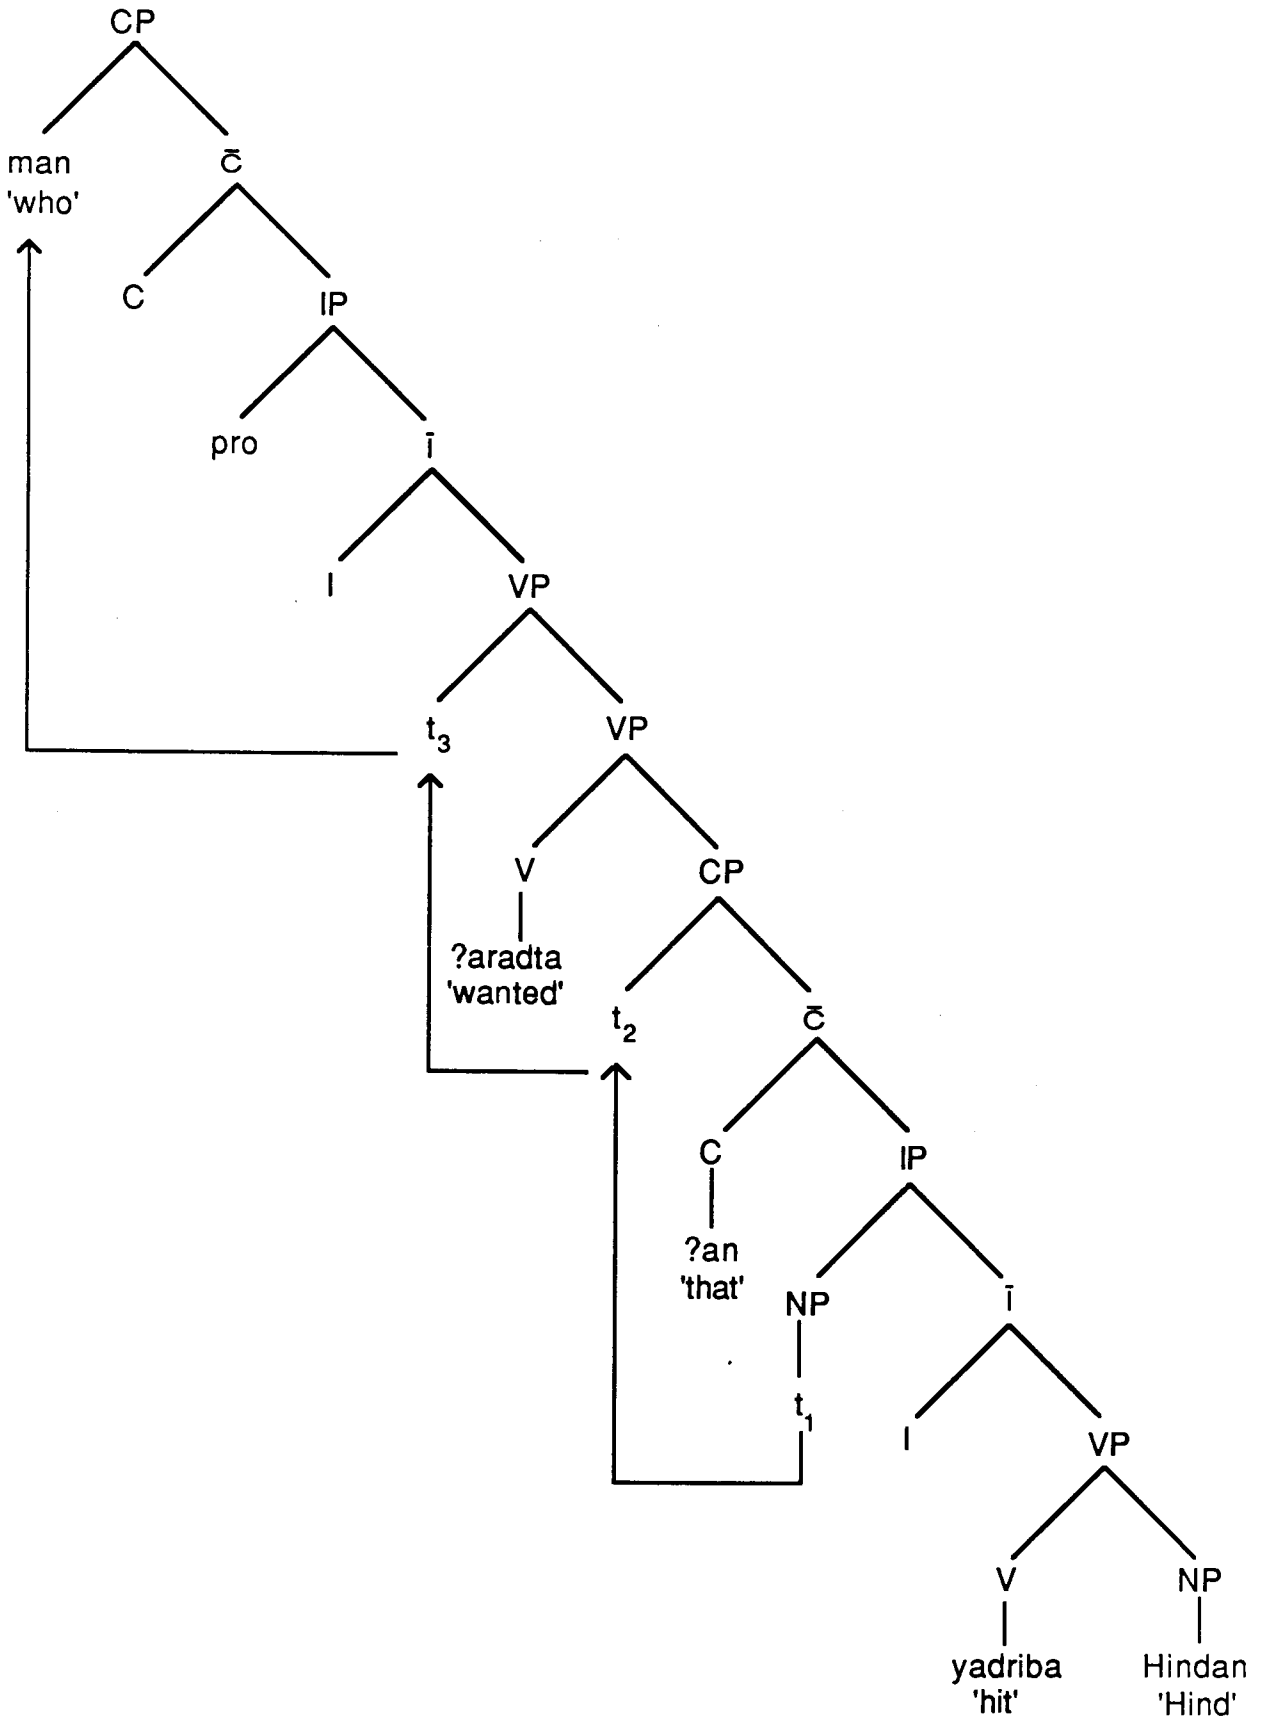 CP
man
'who'
C̄
C
IP
pro
Ī
I
VP
t₃
VP
V
CP
?aradta
'wanted'
t₂
C̄
C
IP
?an
'that'
NP
Ī
t₁
I
VP
V
NP
yadriba
'hit'
Hindan
'Hind'